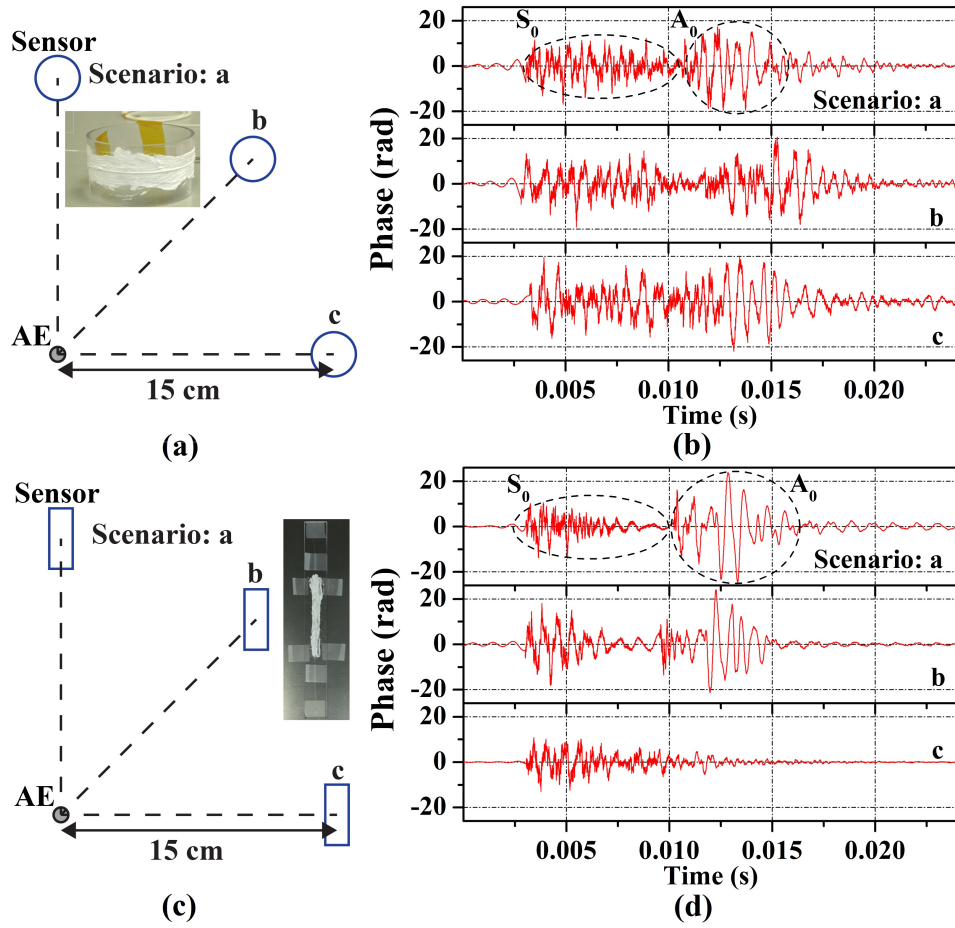 Sensor
Scenario: a
b
c
AE
15 cm
(a)
Phase (rad)
20
0
-20
S0
A0
Scenario: a
20
0
-20
b
20
0
-20
c
0.005 0.010 0.015 0.020
Time (s)
(b)
Sensor
Scenario: a
b
c
AE
15 cm
(c)
Phase (rad)
20
0
-20
S0
A0
Scenario: a
20
0
-20
b
20
0
-20
c
0.005 0.010 0.015 0.020
Time (s)
(d)